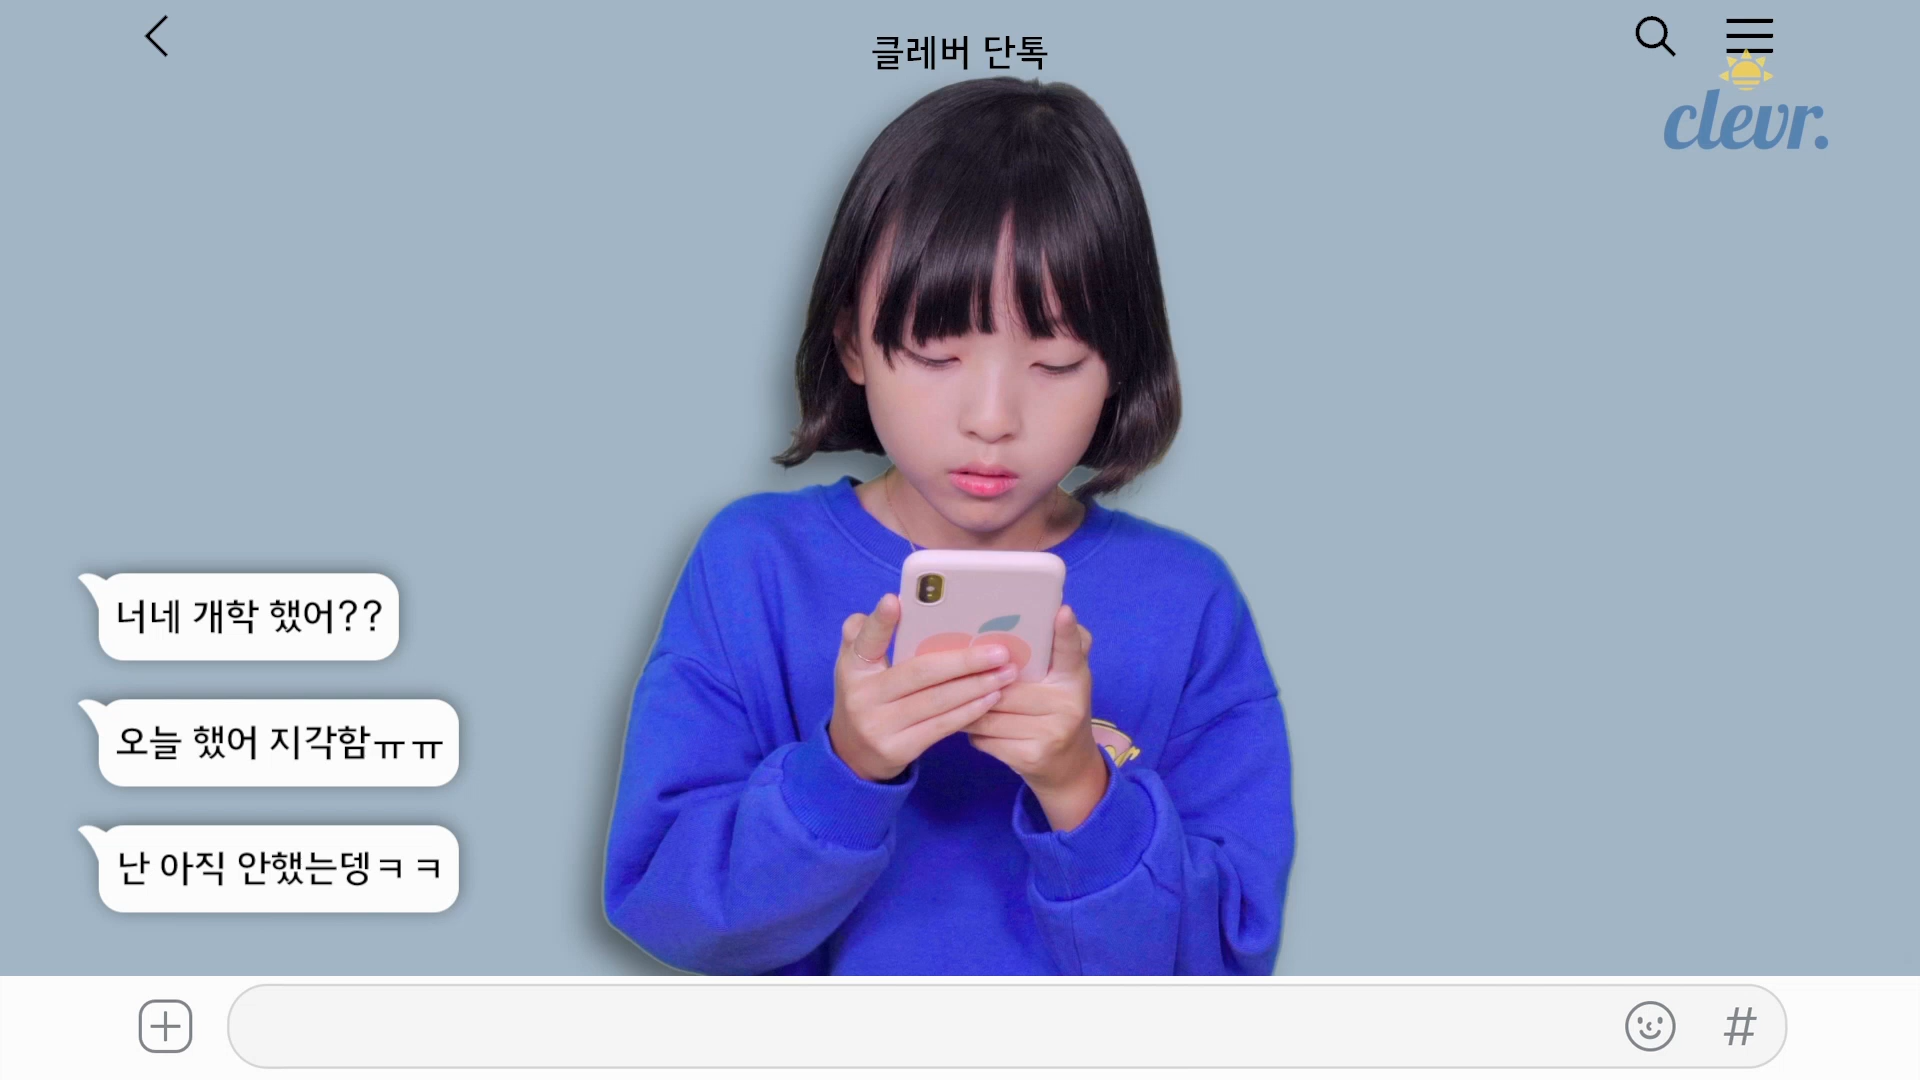 클레버 단톡
clevr.
너네 개학 했어??
오늘 했어 지각함ㅠㅠ
난 아직 안했는뎅ㅋㅋ
#